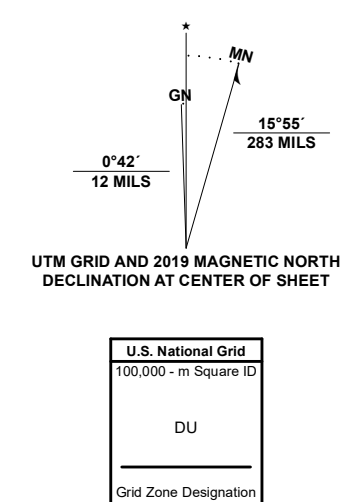 MN
GN
15°55´
283 MILS
0°42´
12 MILS
UTM GRID AND 2019 MAGNETIC NORTH
DECLINATION AT CENTER OF SHEET
U.S. National Grid
100,000 - m Square ID
DU
Grid Zone Designation